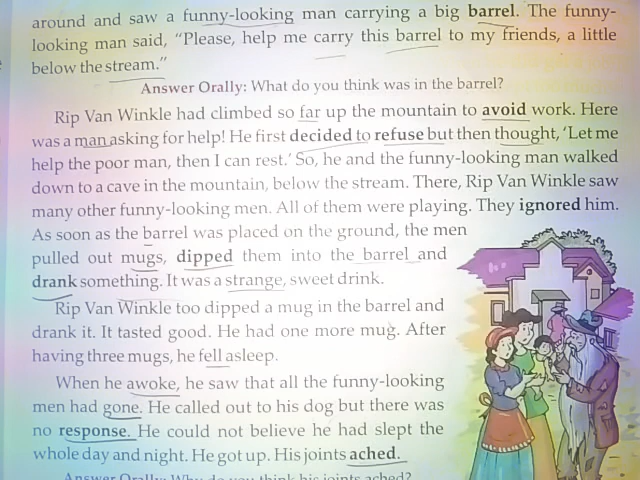 around and saw a funny-looking man carrying a big barrel. The funny-
looking man said, “Please, help me carry this barrel to my friends, a little
below the stream.”
Answer Orally: What do you think was in the barrel?
Rip Van Winkle had climbed so far up the mountain to avoid work. Here
was a man asking for help! He first decided to refuse but then thought, ‘Let me
help the poor man, then I can rest.’ So, he and the funny-looking man walked
down to a cave in the mountain, below the stream. There, Rip Van Winkle saw
many other funny-looking men. All of them were playing. They ignored him.
As soon as the barrel was placed on the ground, the men
pulled out mugs, dipped them into the barrel and
drank something. It was a strange, sweet drink.
Rip Van Winkle too dipped a mug in the barrel and
drank it. It tasted good. He had one more mug. After
having three mugs, he fell asleep.
When he awoke, he saw that all the funny-looking
men had gone. He called out to his dog but there was
no response. He could not believe he had slept the
whole day and night. He got up. His joints ached.
Answer Orally: Why do you think his joints ached?